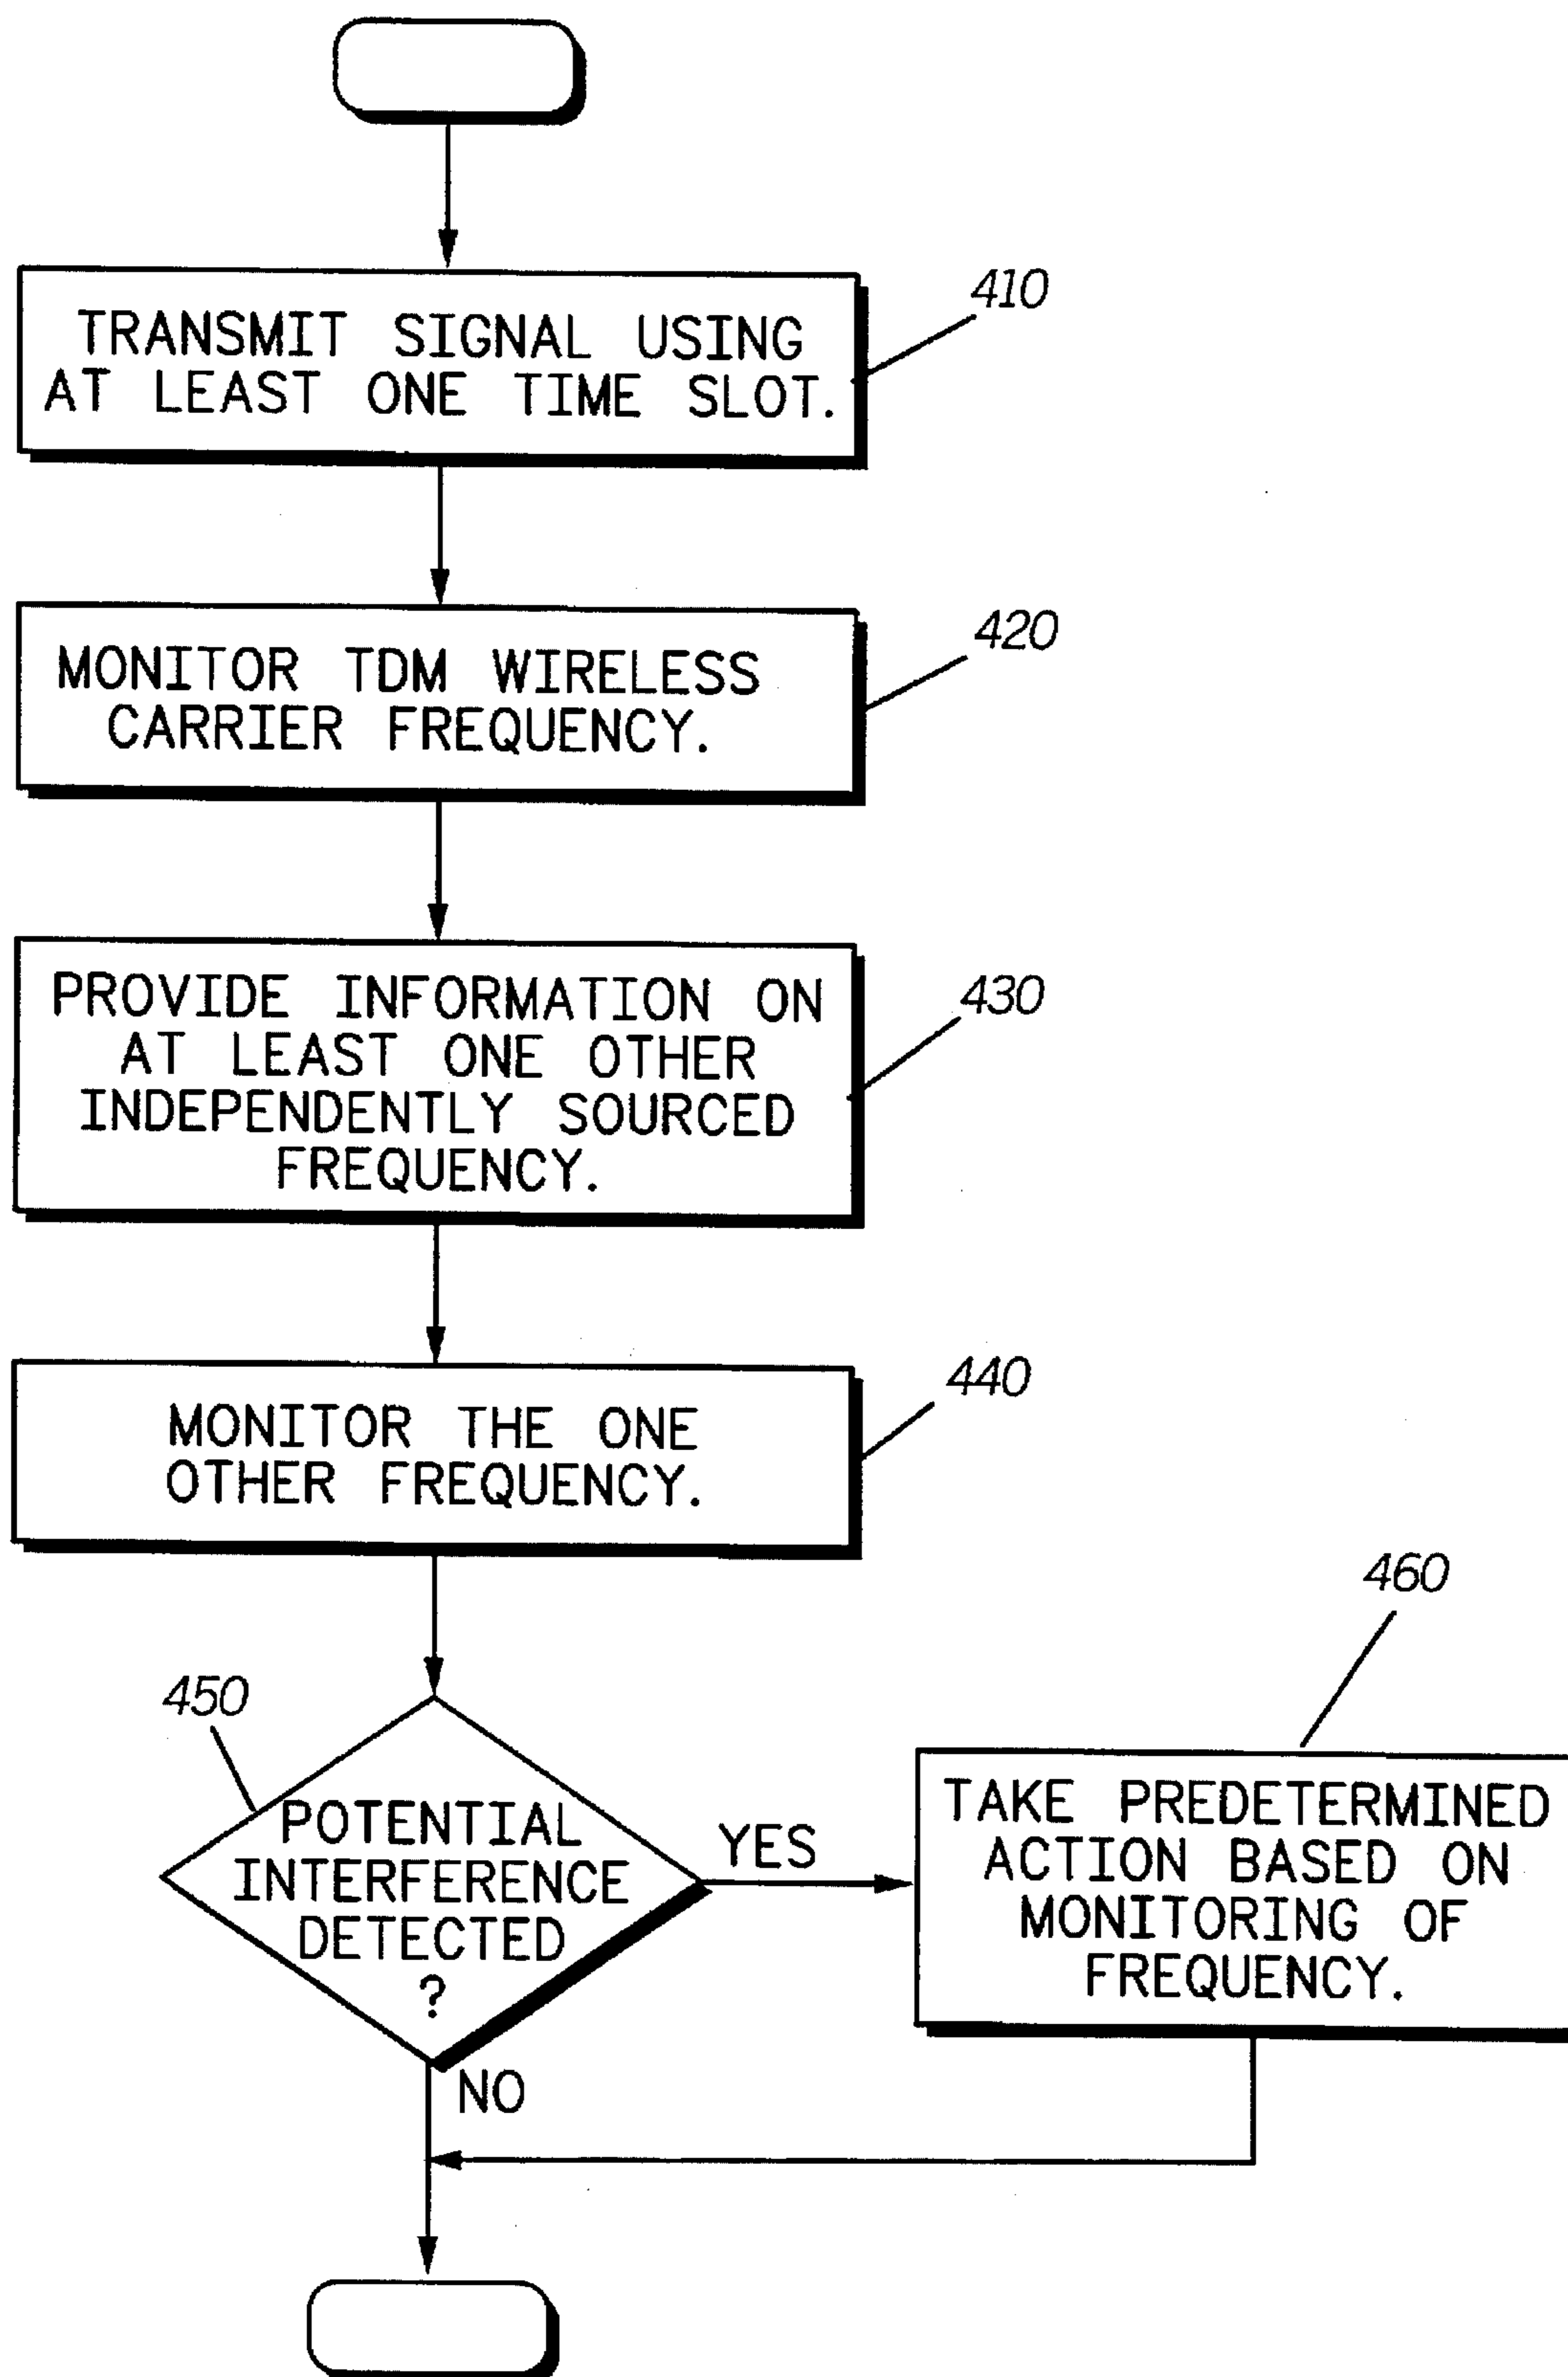 TRANSMIT SIGNAL USING
AT LEAST ONE TIME SLOT.
410
MONITOR TDM WIRELESS
CARRIER FREQUENCY.
420
PROVIDE INFORMATION ON
AT LEAST ONE OTHER
INDEPENDENTLY SOURCED
FREQUENCY.
430
MONITOR THE ONE
OTHER FREQUENCY.
440
450
POTENTIAL
INTERFERENCE
DETECTED
?
YES
NO
460
TAKE PREDETERMINED
ACTION BASED ON
MONITORING OF
FREQUENCY.